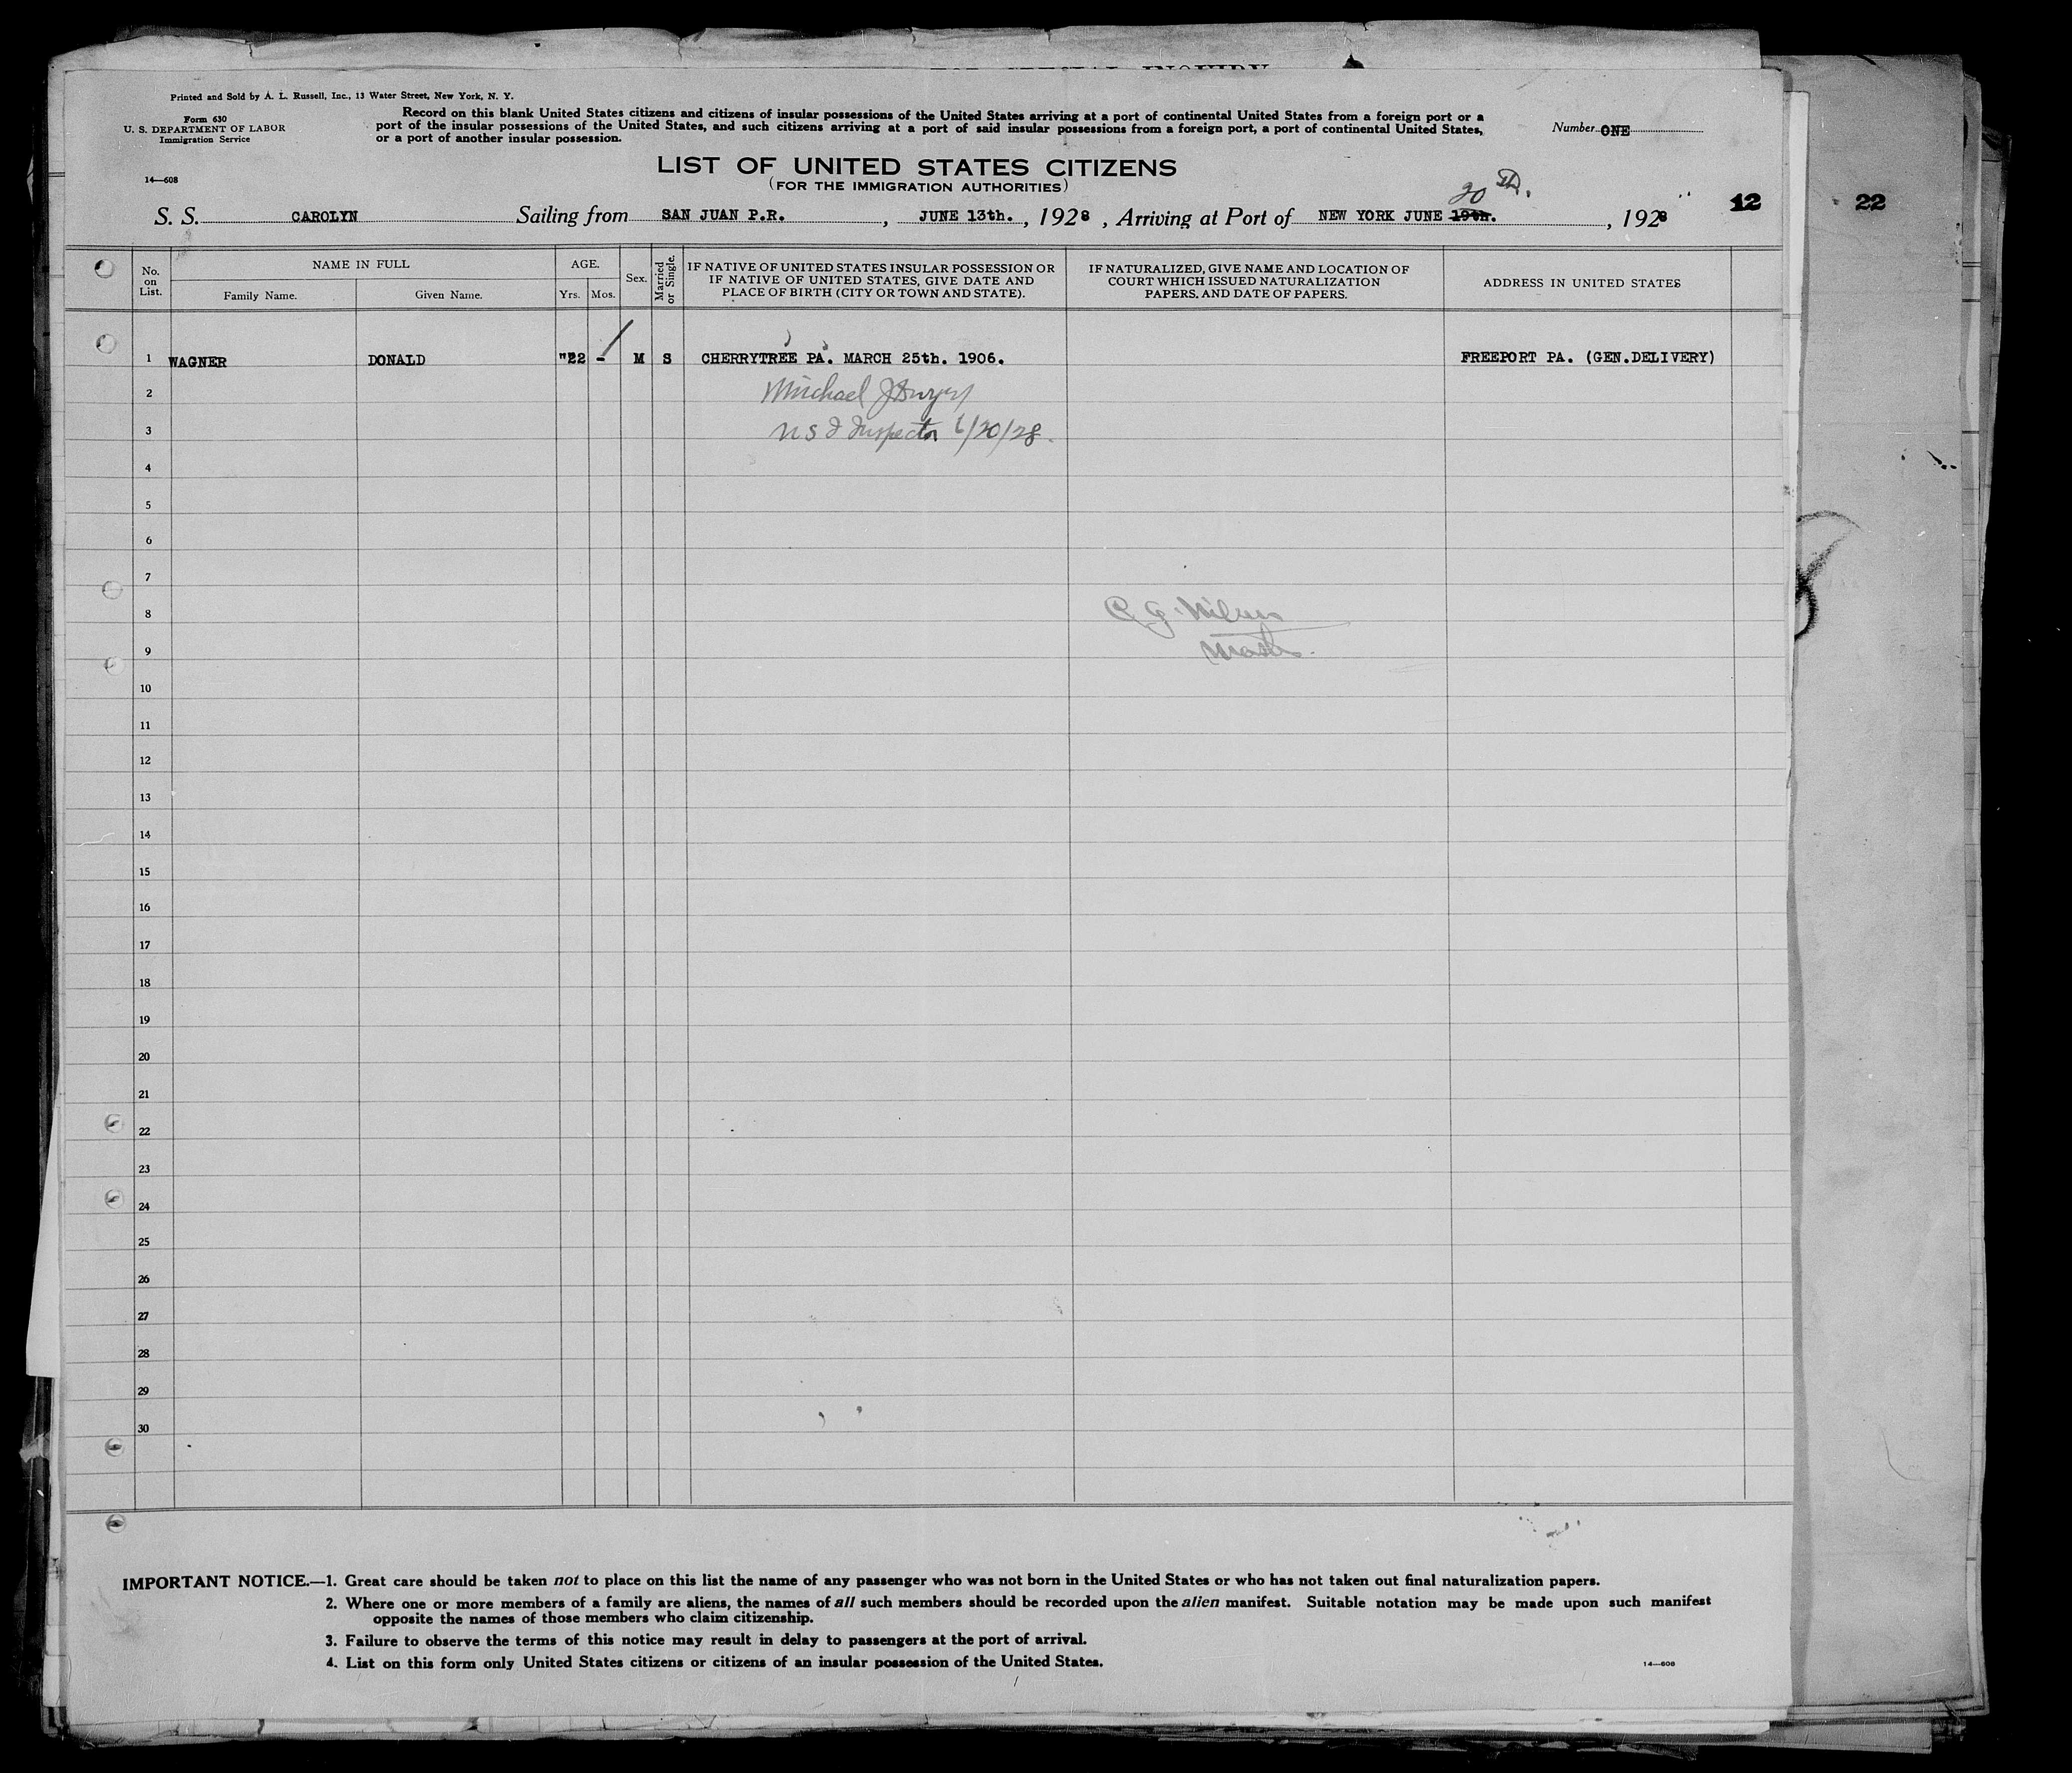 Printed and Sold by A. L. Russell, Inc., 13 Water Street, New York, N. Y.
Form 630
U. S. DEPARTMENT OF LABOR
Immigration Service
14—608
Record on this blank United States citizens and citizens of insular possessions of the United States arriving at a port of continental United States from a foreign port or a
port of the insular possessions of the United States, and such citizens arriving at a port of said insular possessions from a foreign port, a port of continental United States,
or a port of another insular possession.
Number ONE
LIST OF UNITED STATES CITIZENS
(FOR THE IMMIGRATION AUTHORITIES)
20th.
S. S. CAROLYN Sailing from SAN JUAN P.R. , JUNE 13th. , 1928 , Arriving at Port of NEW YORK JUNE 19th. , 1928
12
22
No. on List.
NAME IN FULL
Family Name.
Given Name.
AGE.
Yrs.
Mos.
Sex.
Married or Single.
IF NATIVE OF UNITED STATES INSULAR POSSESSION OR
IF NATIVE OF UNITED STATES, GIVE DATE AND
PLACE OF BIRTH (CITY OR TOWN AND STATE).
IF NATURALIZED, GIVE NAME AND LOCATION OF
COURT WHICH ISSUED NATURALIZATION
PAPERS, AND DATE OF PAPERS.
ADDRESS IN UNITED STATES
1 WAGNER DONALD "22 - M S CHERRYTREE PA. MARCH 25th. 1906. FREEPORT PA. (GEN.DELIVERY)
2 Michael J Dwyer
3 U S I Inspector 6/20/28.
4
5
6
7
8
9
10
11
12
13
14
15
16
17
18
19
20
21
22
23
24
25
26
27
28
29
30
IMPORTANT NOTICE.—1. Great care should be taken not to place on this list the name of any passenger who was not born in the United States or who has not taken out final naturalization papers.
2. Where one or more members of a family are aliens, the names of all such members should be recorded upon the alien manifest. Suitable notation may be made upon such manifest
opposite the names of those members who claim citizenship.
3. Failure to observe the terms of this notice may result in delay to passengers at the port of arrival.
4. List on this form only United States citizens or citizens of an insular possession of the United States.
14—608